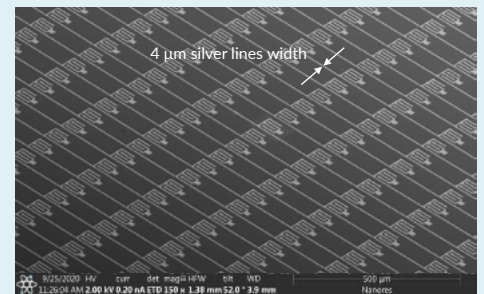 4 µm silver lines width
9/25/2020 HV curr det mag HFW tilt WD 500 µm
11:26:04 AM 2.00 kV 0.20 nA ETD 150 x 1.38 mm 52.0 ° 3.9 mm Nanores